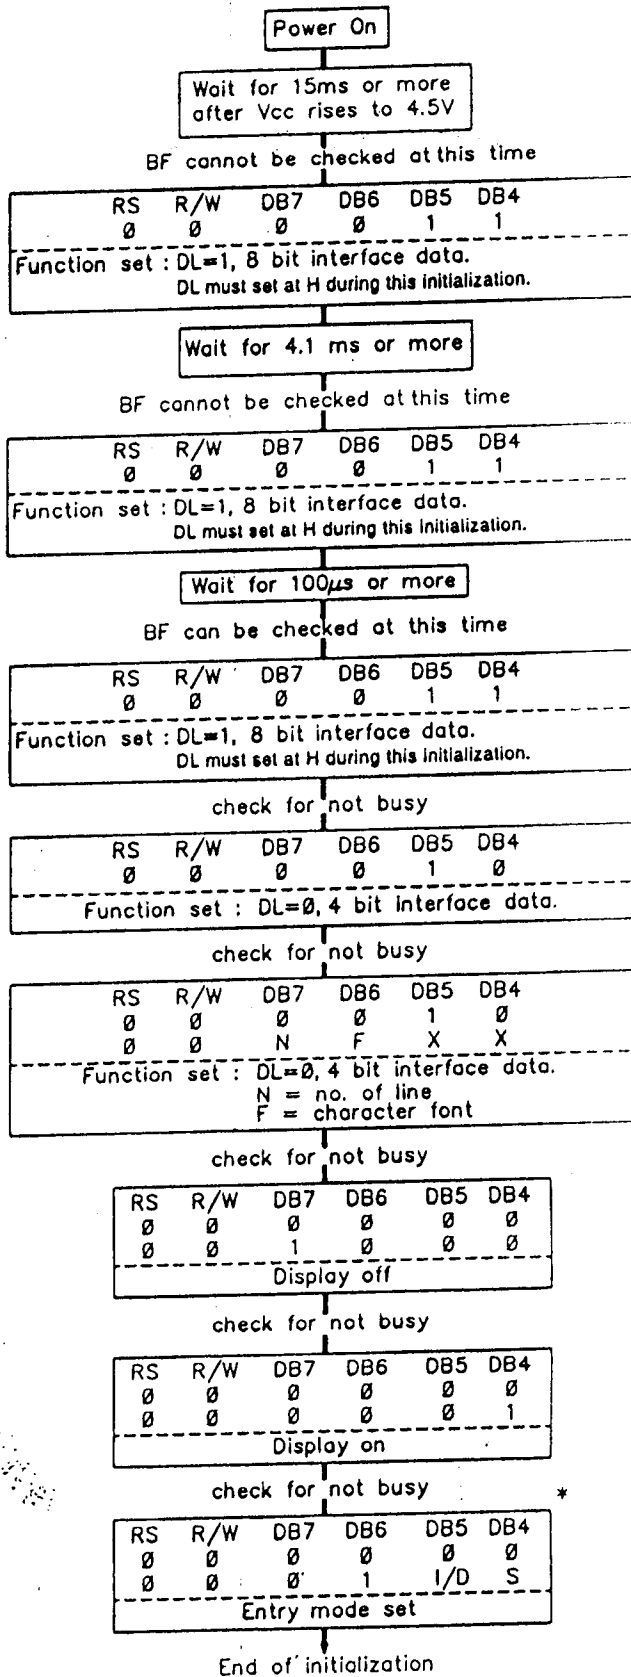 Power On
Wait for 15ms or more
after Vcc rises to 4.5V
BF cannot be checked at this time
RS R/W DB7 DB6 DB5 DB4
Ø Ø Ø Ø 1 1
Function set : DL=1, 8 bit interface data.
DL must set at H during this initialization.
Wait for 4.1 ms or more
BF cannot be checked at this time
RS R/W DB7 DB6 DB5 DB4
Ø Ø Ø Ø 1 1
Function set : DL=1, 8 bit interface data.
DL must set at H during this initialization.
Wait for 100µs or more
BF can be checked at this time
RS R/W DB7 DB6 DB5 DB4
Ø Ø Ø Ø 1 1
Function set : DL=1, 8 bit interface data.
DL must set at H during this initialization.
check for not busy
RS R/W DB7 DB6 DB5 DB4
Ø Ø Ø Ø 1 Ø
Function set : DL=Ø, 4 bit interface data.
check for not busy
RS R/W DB7 DB6 DB5 DB4
Ø Ø Ø Ø 1 Ø
Ø Ø N F X X
Function set : DL=Ø, 4 bit interface data.
N = no. of line
F = character font
check for not busy
RS R/W DB7 DB6 DB5 DB4
Ø Ø Ø Ø Ø Ø
Ø Ø 1 Ø Ø Ø
Display off
check for not busy
RS R/W DB7 DB6 DB5 DB4
Ø Ø Ø Ø Ø Ø
Ø Ø Ø Ø Ø 1
Display on
check for not busy *
RS R/W DB7 DB6 DB5 DB4
Ø Ø Ø Ø Ø Ø
Ø Ø Ø 1 I/D S
Entry mode set
End of initialization